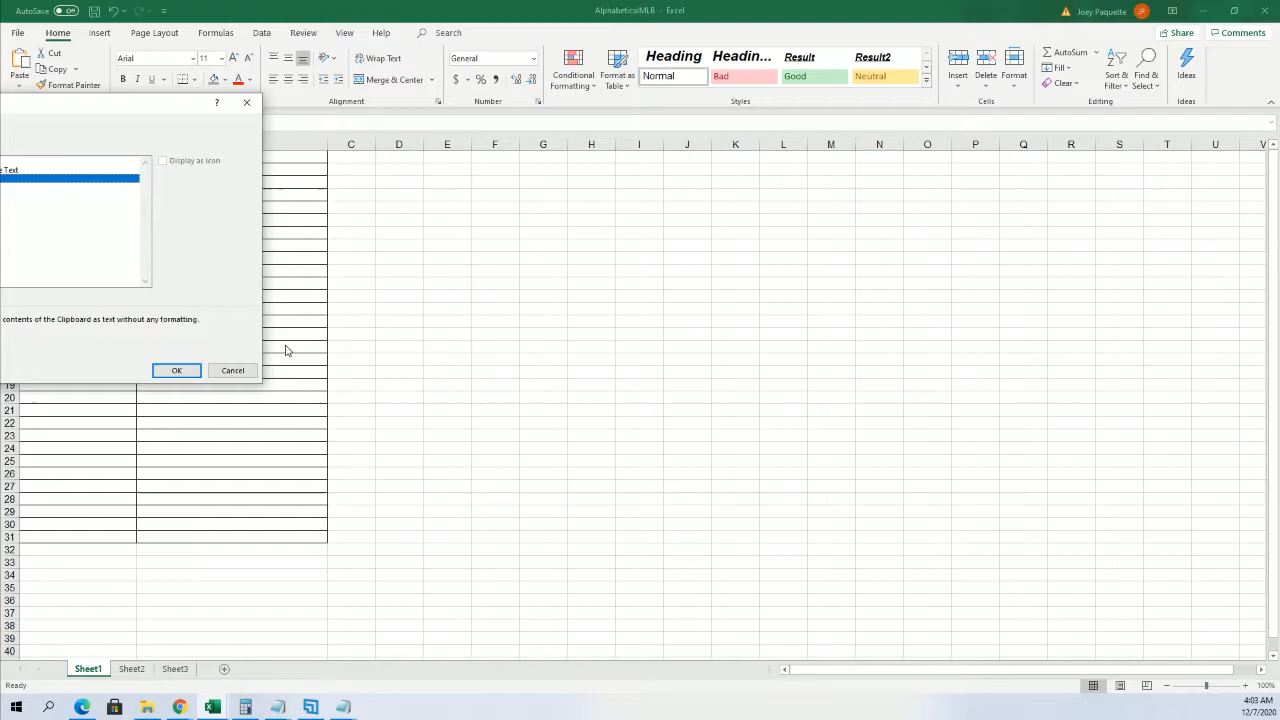 AutoSave Off AlphabeticalMLB - Excel Joey Paquette JP
File Home Insert Page Layout Formulas Data Review View Help Search Share Comments
Paste Cut Copy Format Painter
Arial 11 A A
B I U A
Wrap Text
Merge & Center
Alignment
General
$ % ,
Number
Conditional Formatting
Format as Table
Heading Headin... Result Result2
Normal Bad Good Neutral
Styles
Insert Delete Format
Cells
AutoSum
Fill
Clear
Sort & Filter
Find & Select
Editing
Ideas
Ideas
?
Display as icon
Text
contents of the Clipboard as text without any formatting.
OK Cancel
C D E F G H I J K L M N O P Q R S T U V
19
20
21
22
23
24
25
26
27
28
29
30
31
32
33
34
35
36
37
38
39
40
Sheet1 Sheet2 Sheet3
Ready 100%
4:03 AM
12/7/2020